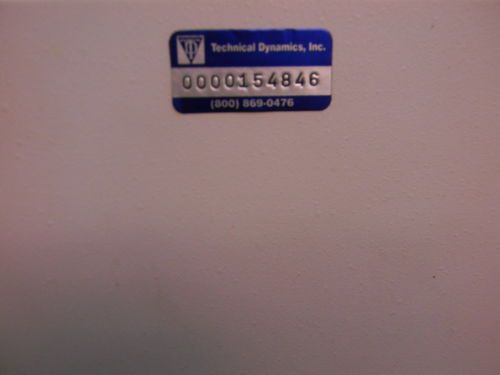 Technical Dynamics, Inc.
0000154846
(800) 869-0476